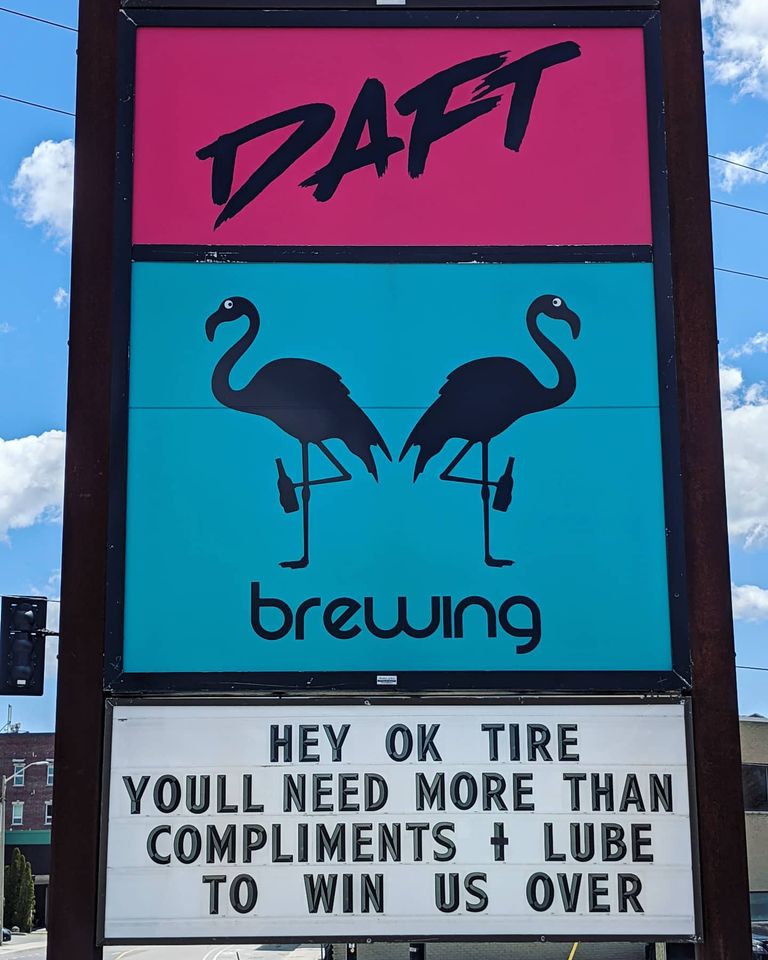 DAFT
brewing
HEY OK TIRE
YOULL NEED MORE THAN
COMPLIMENTS + LUBE
TO WIN US OVER